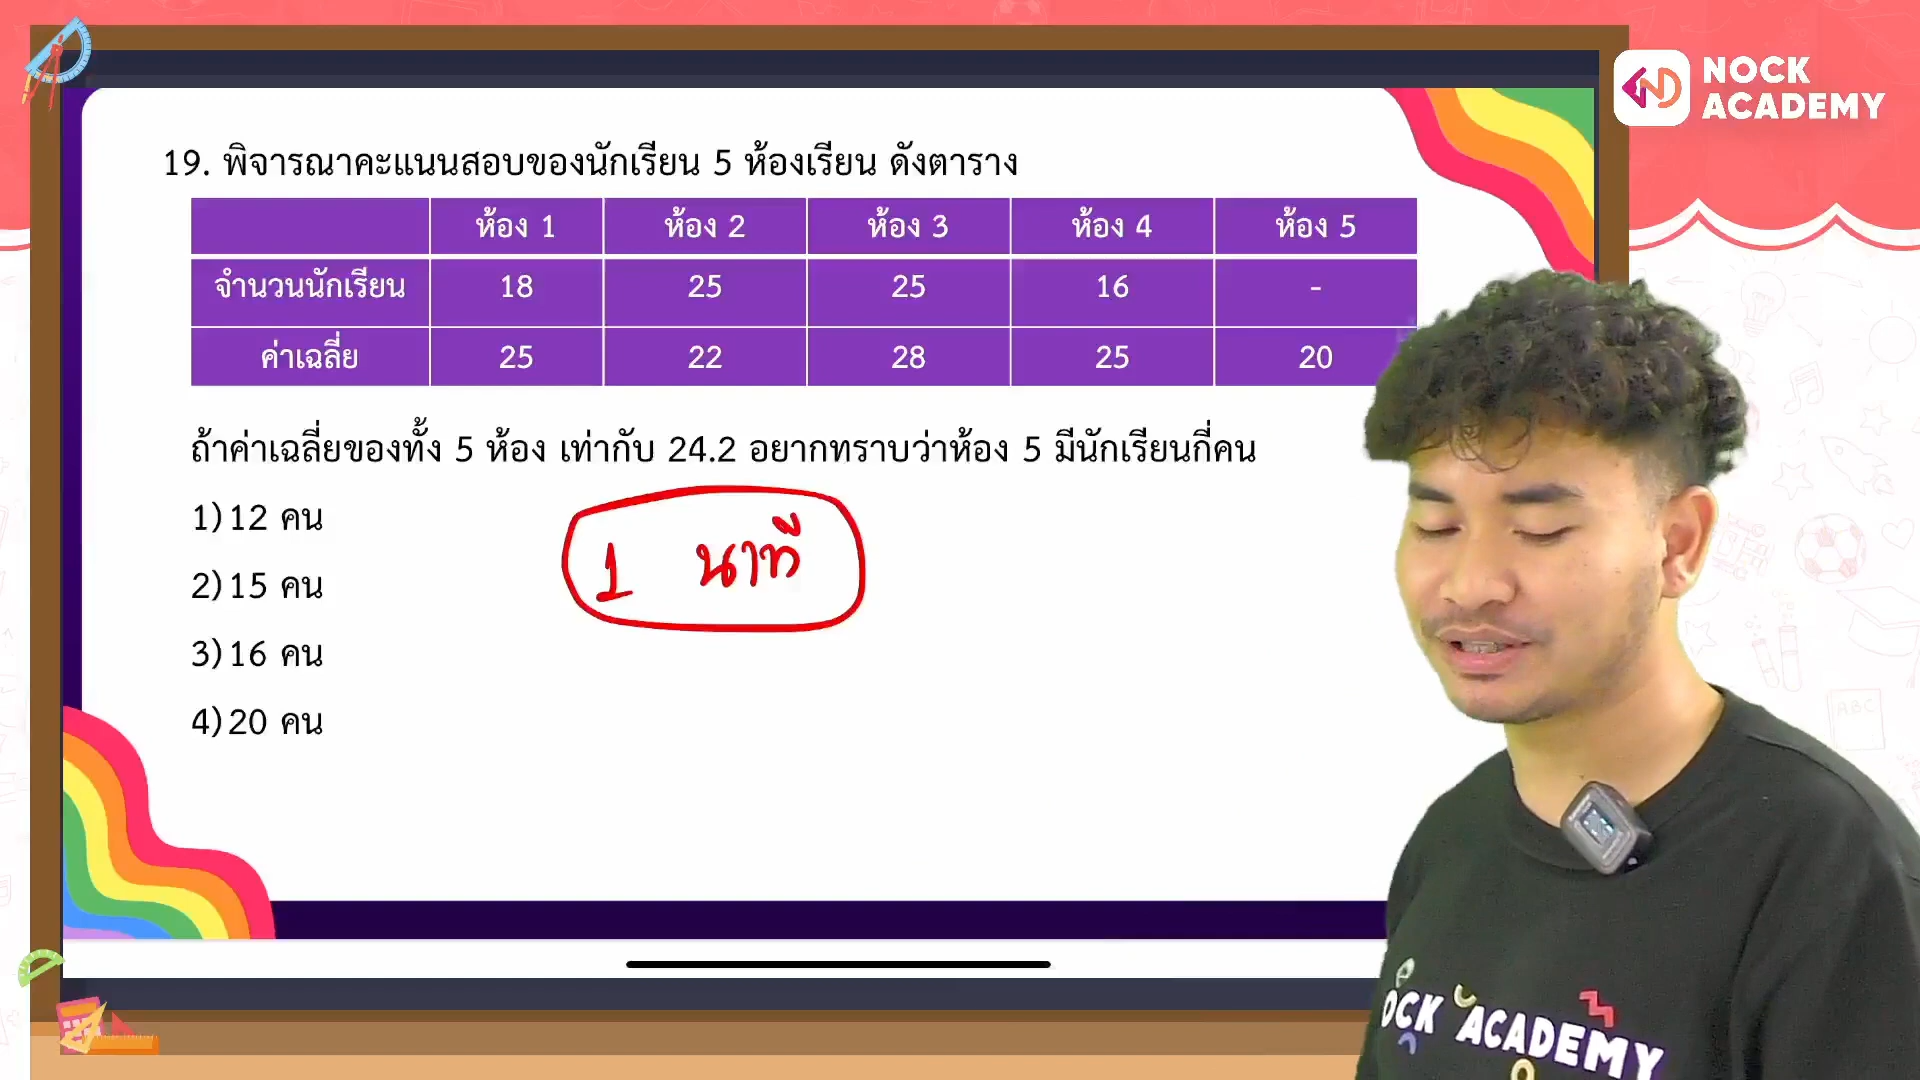 NOCK
ACADEMY
19. พิจารณาคะแนนสอบของนักเรียน 5 ห้องเรียน ดังตาราง
ห้อง 1 ห้อง 2 ห้อง 3 ห้อง 4 ห้อง 5
จำนวนนักเรียน 18 25 25 16 -
ค่าเฉลี่ย 25 22 28 25 20
ถ้าค่าเฉลี่ยของทั้ง 5 ห้อง เท่ากับ 24.2 อยากทราบว่าห้อง 5 มีนักเรียนกี่คน
1) 12 คน
1 นาที
2) 15 คน
3) 16 คน
4) 20 คน
ABC
OCK ACADEMY